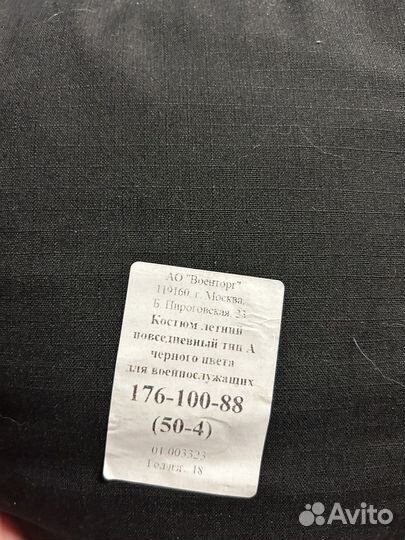 АО "Военторг"
119160, г. Москва,
Б. Пироговская, 23
Костюм летний
повседневный тип А
черного цвета
для военнослужащих
176-100-88
(50-4)
01 003323
18
Avito